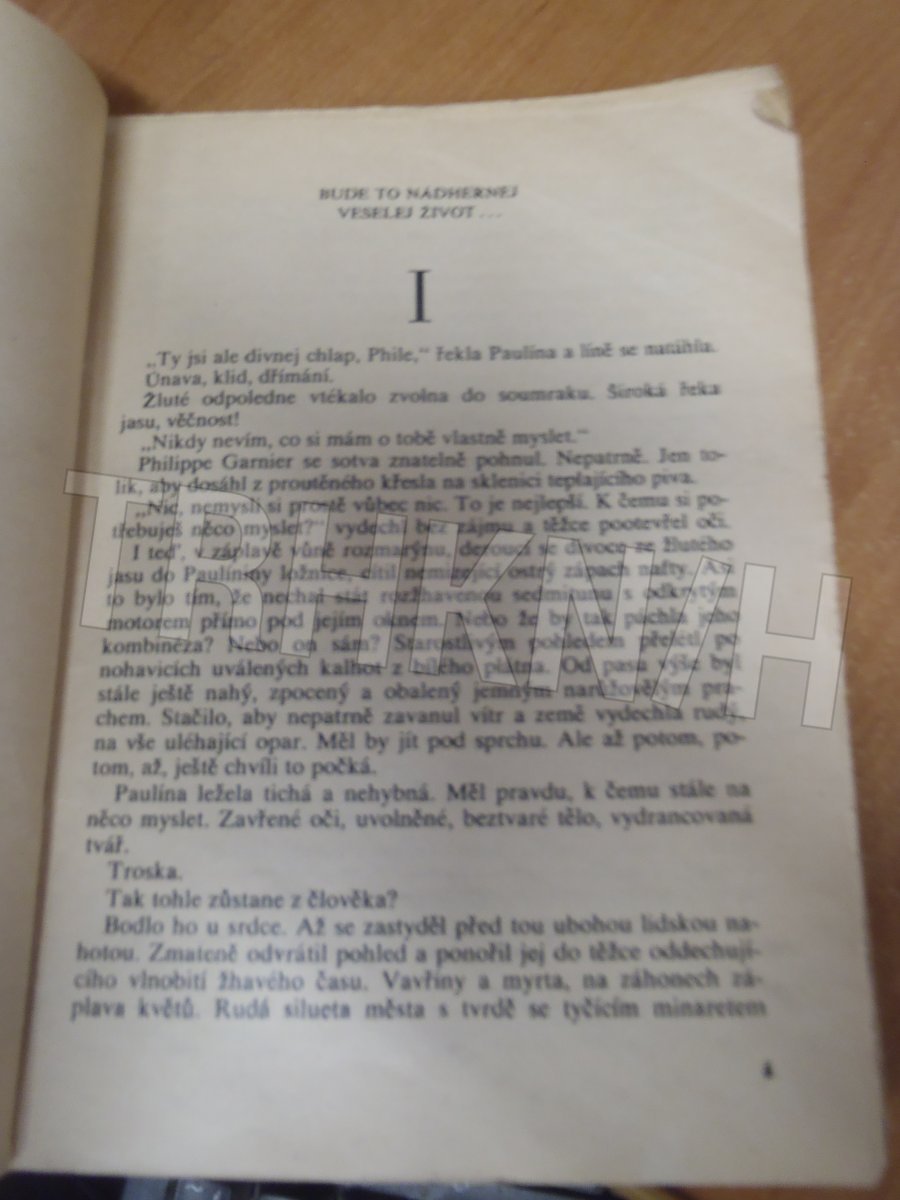 BUDE TO NÁDHERNEJ
VESELEJ ŽIVOT...
I
„Ty jsi ale divnej chlap, Phile,“ řekla Paulína a líně se natáhla.
Únava, klid, dřímání.
Žluté odpoledne vtékalo zvolna do soumraku. Široká řeka
jasu, věčnost!
„Nikdy nevím, co si mám o tobě vlastně myslet.“
Philippe Garnier se sotva znatelně pohnul. Nepatrně. Jen to-
lik, aby dosáhl z proutěného křesla na sklenici teplajícího piva.
„Nic, nemysli si prostě vůbec nic. To je nejlepší. K čemu si po-
třebuješ něco myslet?“ vydechl bez zájmu a těžce pootevřel oči.
I teď, v záplavě vůně rozmarýnu, deroucí se divoce ze žlutého
jasu do Paulíniny ložnice, cítil nemizející ostrý zápach nafty. Asi
to bylo tím, že nechal stát rozžhavenou sedmitunu s odkrytým
motorem přímo pod jejím oknem. Nebo že by tak páchla jeho
kombinéza? Nebo on sám? Starostlivým pohledem přelétl po
nohavicích uválených kalhot z bílého plátna. Od pasu výše byl
stále ještě nahý, zpocený a obalený jemným narůžovělým pra-
chem. Stačilo, aby nepatrně zavanul vítr a země vydechla rudý,
na vše uléhající opar. Měl by jít pod sprchu. Ale až potom, po-
tom, až, ještě chvíli to počká.
Paulína ležela tichá a nehybná. Měl pravdu, k čemu stále na
něco myslet. Zavřené oči, uvolněné, beztvaré tělo, vydrancovaná
tvář.
Troska.
Tak tohle zůstane z člověka?
Bodlo ho u srdce. Až se zastyděl před tou ubohou lidskou na-
hotou. Zmateně odvrátil pohled a ponořil jej do těžce oddechují-
cího vlnobití žhavého času. Vavříny a myrta, na záhonech zá-
plava květů. Rudá silueta města s tvrdě se tyčícím minaretem
TRHKNIH